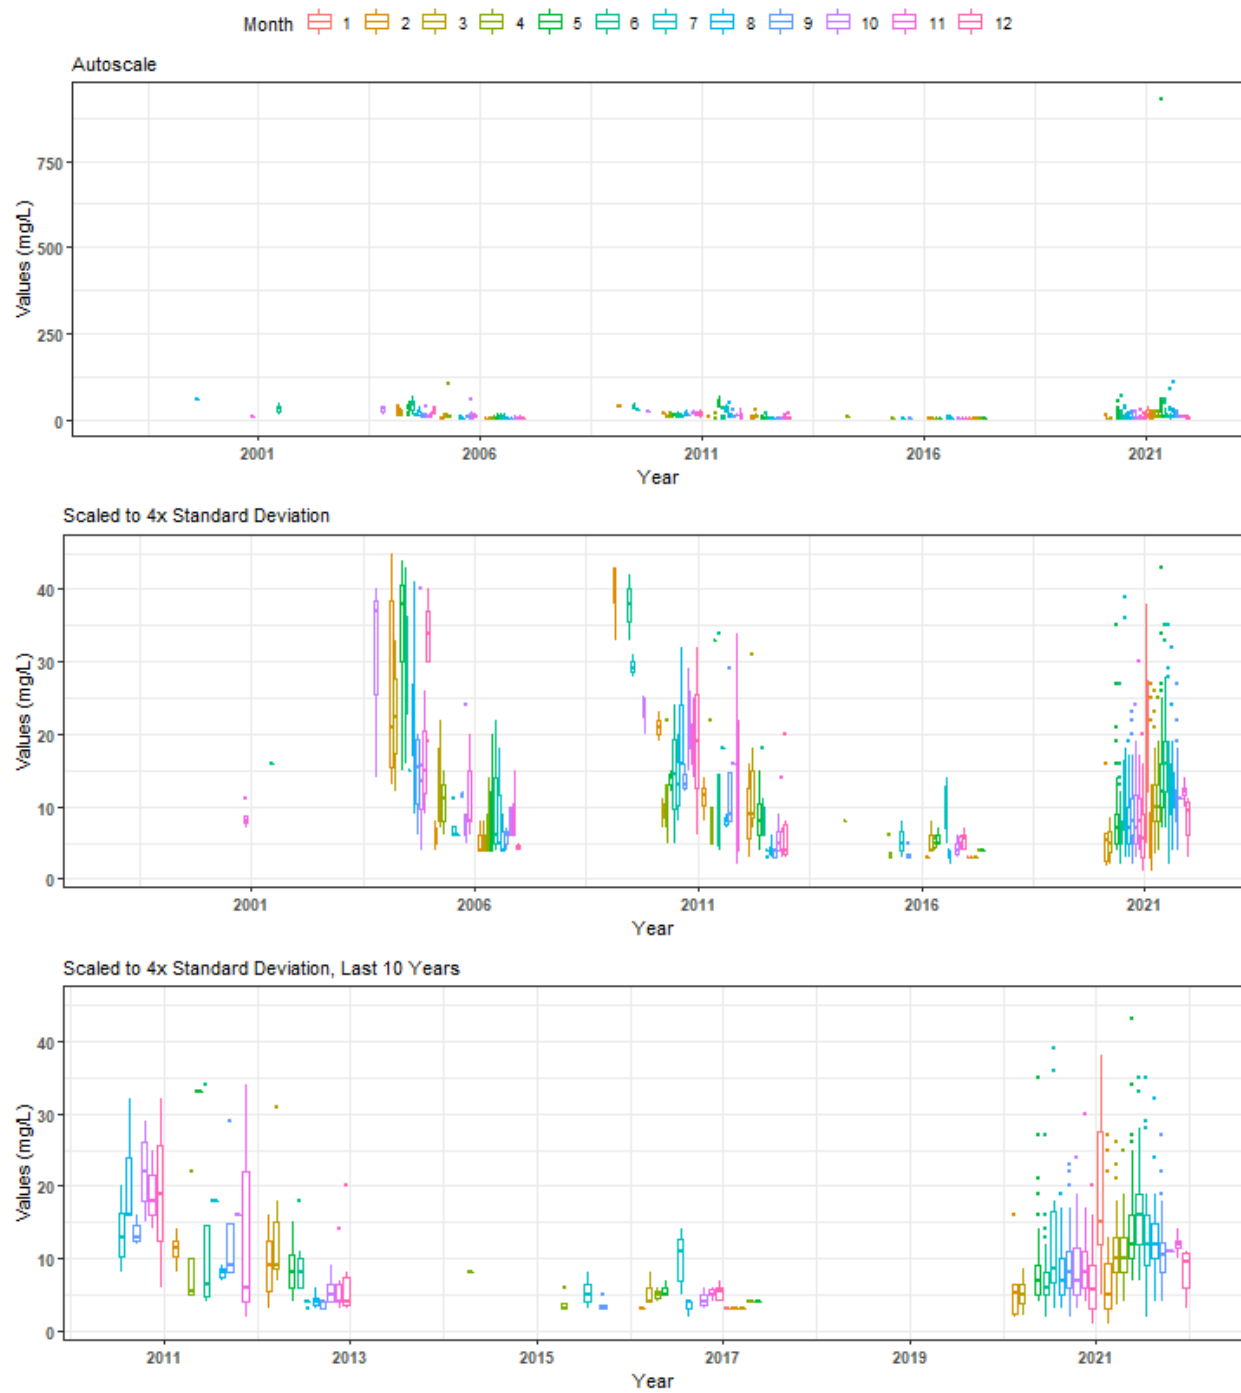 Month 1 2 3 4 5 6 7 8 9 10 11 12
Autoscale
Values (mg/L)
750
500
250
0
2001 2006 2011 2016 2021
Year
Scaled to 4x Standard Deviation
Values (mg/L)
40
30
20
10
0
2001 2006 2011 2016 2021
Year
Scaled to 4x Standard Deviation, Last 10 Years
Values (mg/L)
40
30
20
10
0
2011 2013 2015 2017 2019 2021
Year